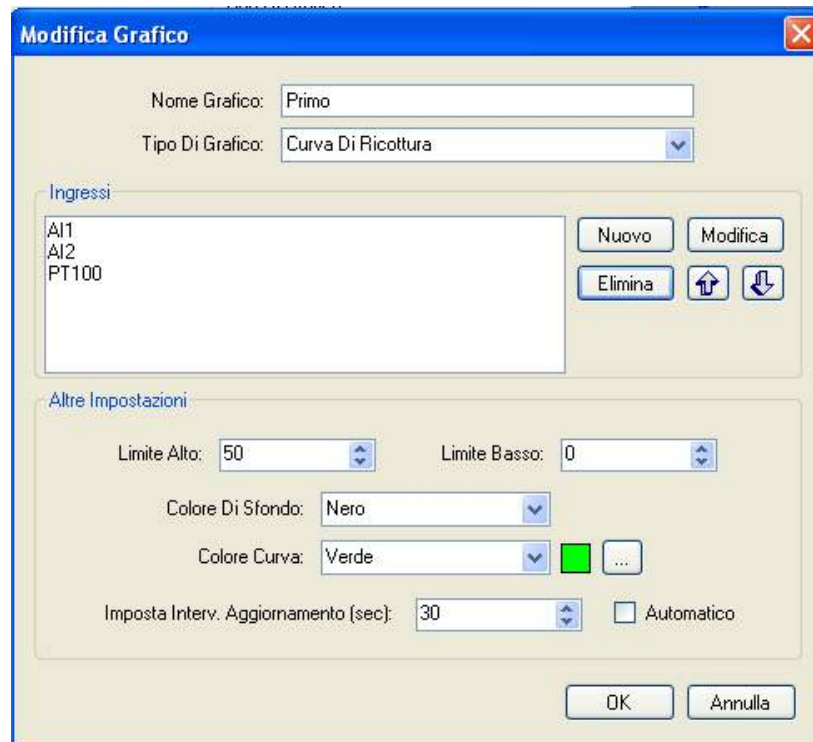 Modifica Grafico
Nome Grafico: Primo
Tipo Di Grafico: Curva Di Ricottura
Ingressi
AI1
AI2
PT100
Nuovo Modifica
Elimina
Altre Impostazioni
Limite Alto: 50 Limite Basso: 0
Colore Di Sfondo: Nero
Colore Curva: Verde ...
Imposta Interv. Aggiornamento (sec): 30 Automatico
OK Annulla